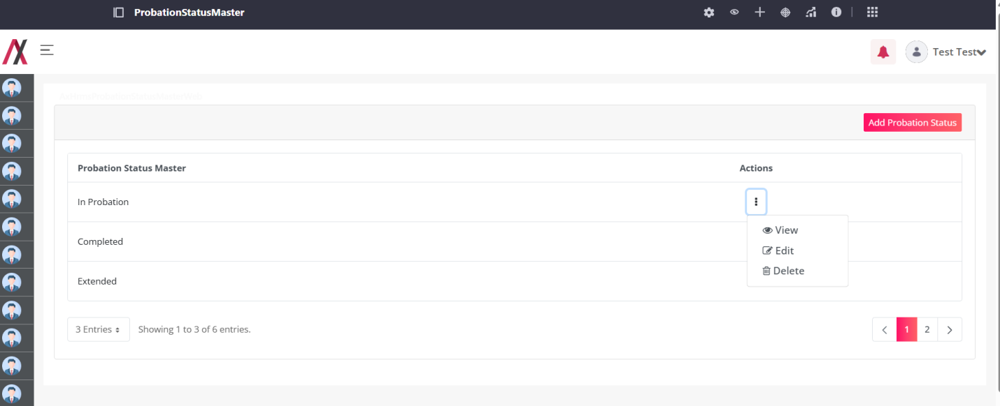 ProbationStatusMaster
Test Test
Add Probation Status
Probation Status Master Actions
In Probation
View
Completed
Edit
Delete
Extended
3 Entries Showing 1 to 3 of 6 entries.
1 2